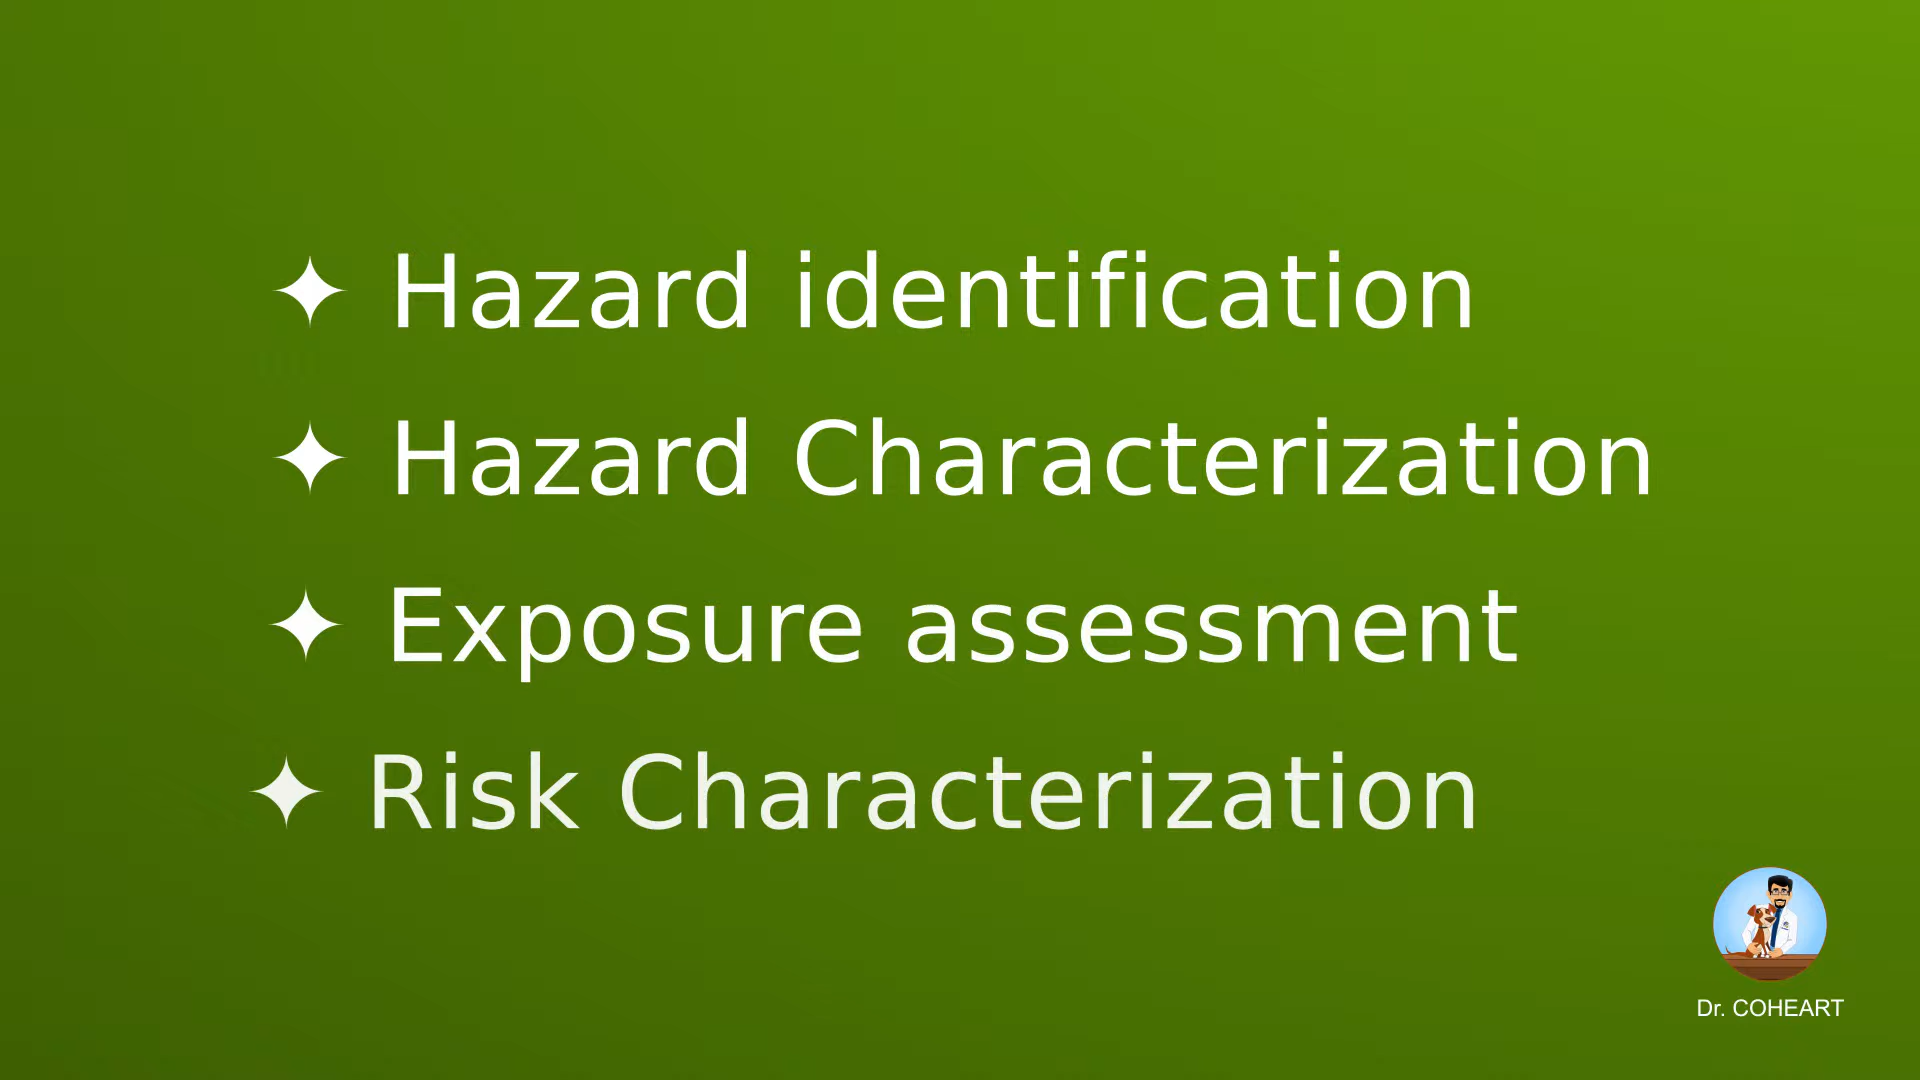 ✦ Hazard identification
✦ Hazard Characterization
✦ Exposure assessment
✦ Risk Characterization
Dr. COHEART